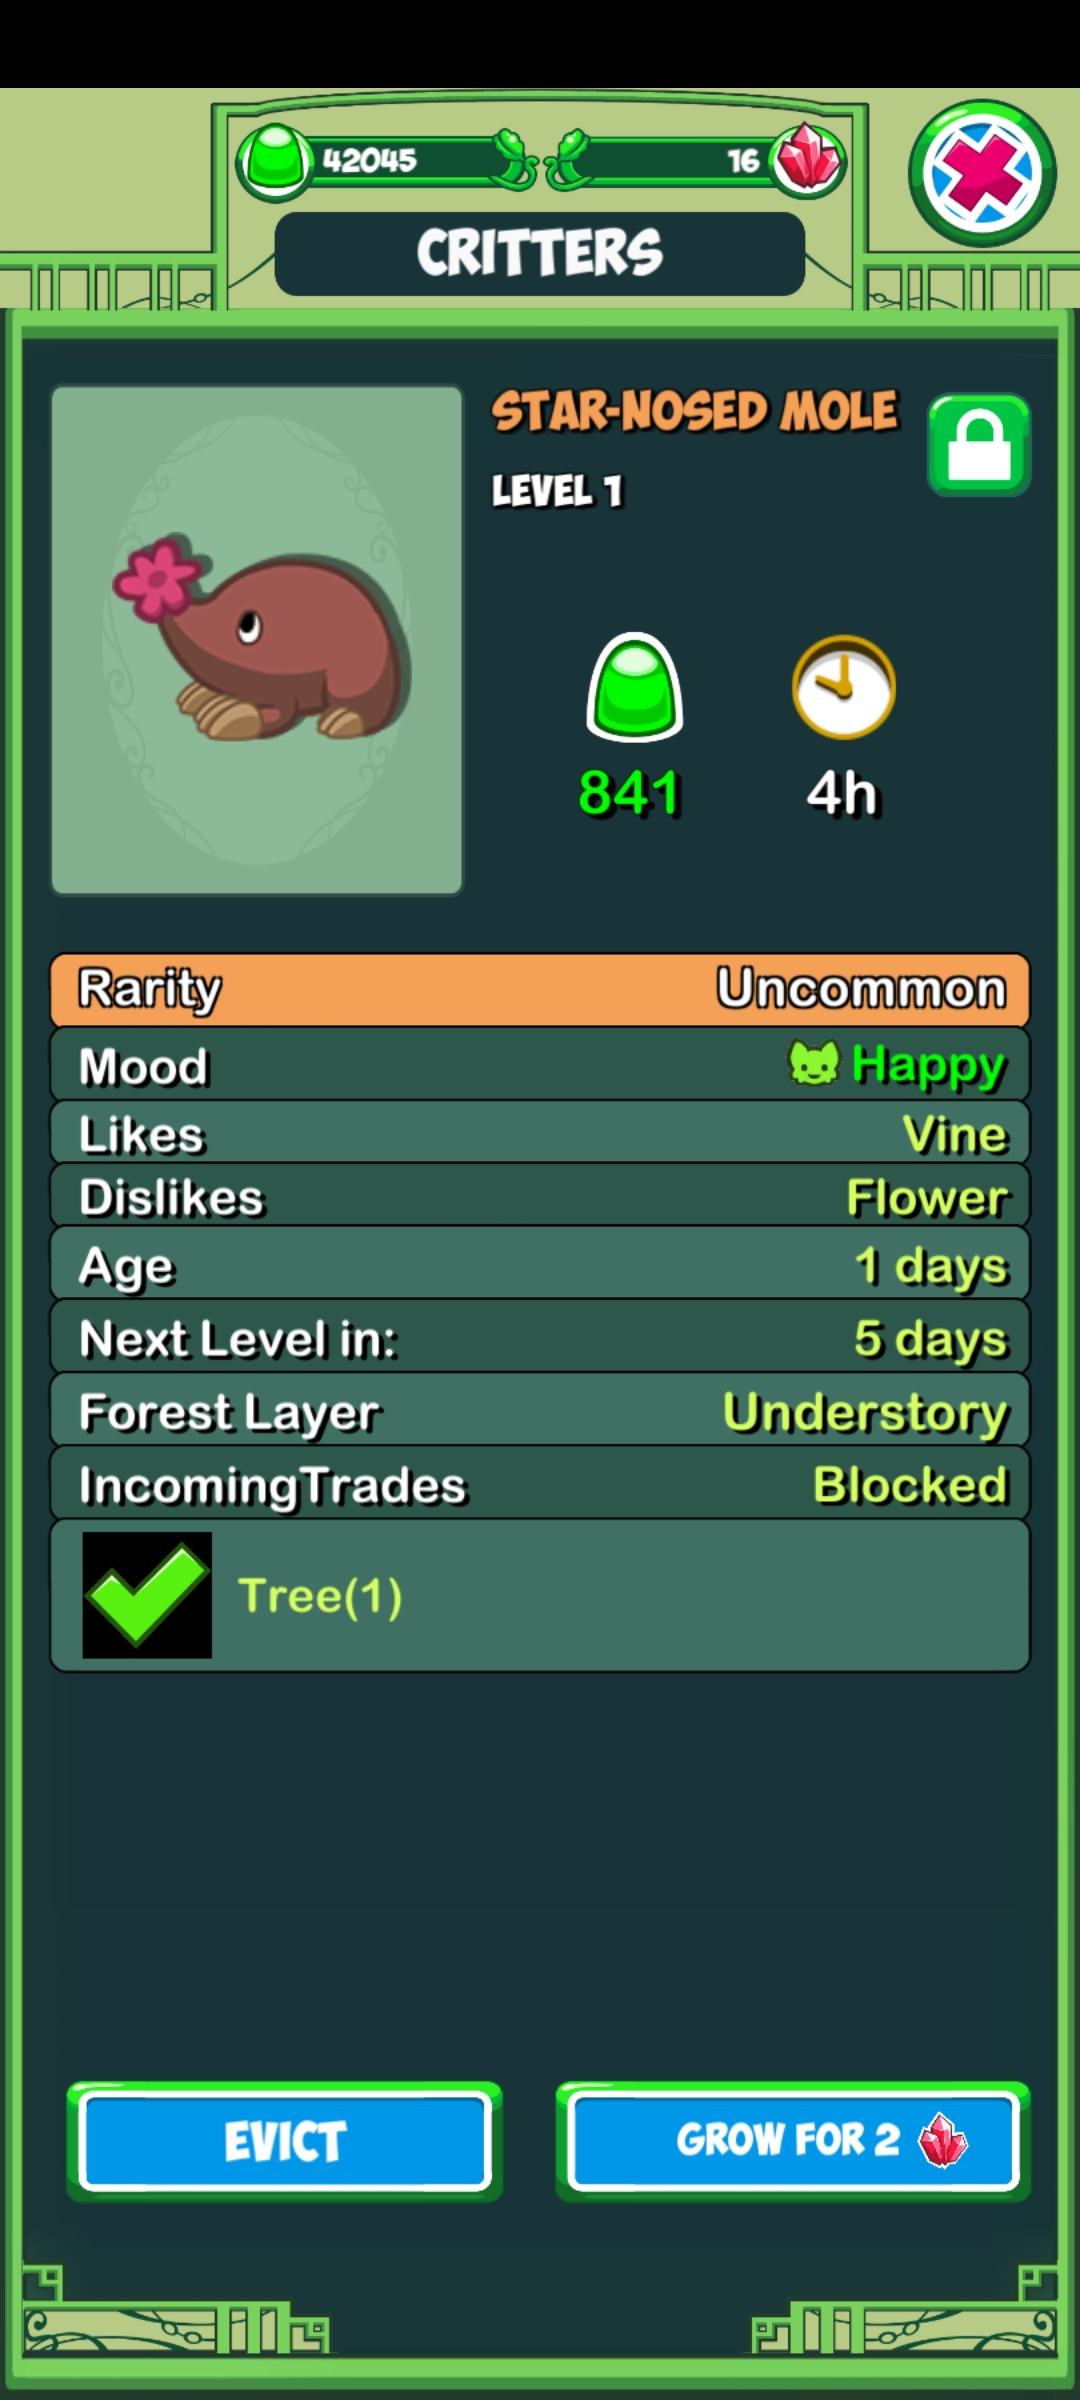 42045
16
CRITTERS
STAR-NOSED MOLE
LEVEL 1
841
4h
Rarity Uncommon
Mood Happy
Likes Vine
Dislikes Flower
Age 1 days
Next Level in: 5 days
Forest Layer Understory
IncomingTrades Blocked
Tree(1)
EVICT
GROW FOR 2